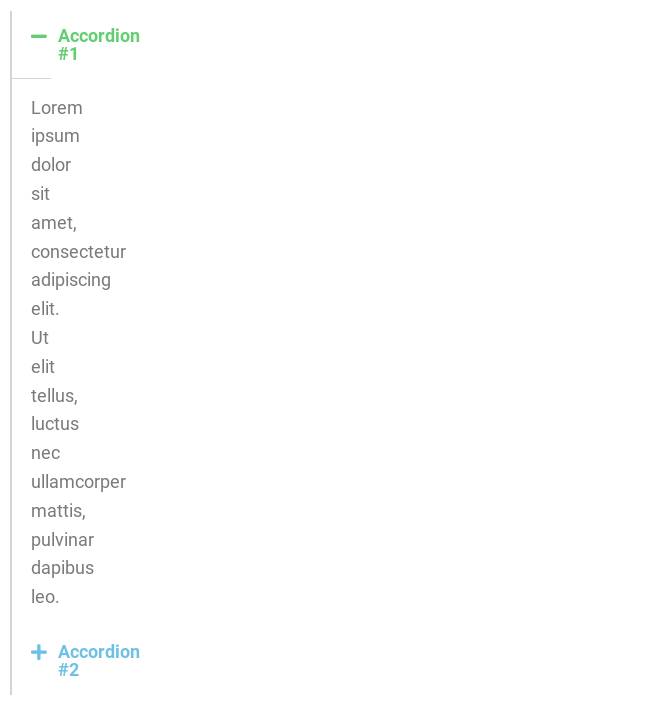 Accordion
#1
Lorem
ipsum
dolor
sit
amet,
consectetur
adipiscing
elit.
Ut
elit
tellus,
luctus
nec
ullamcorper
mattis,
pulvinar
dapibus
leo.
Accordion
#2